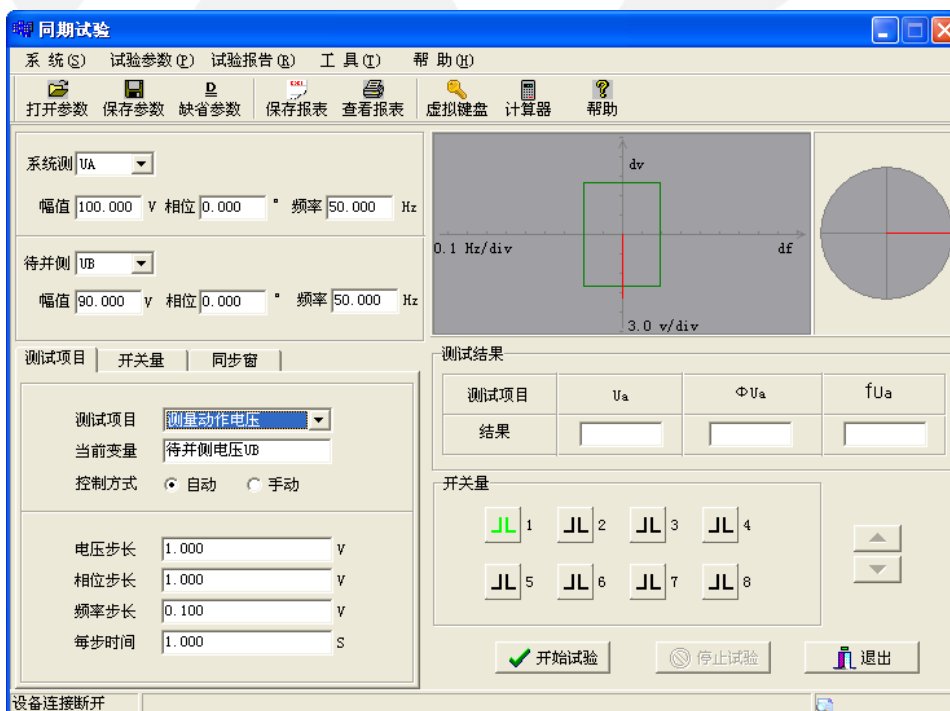 同期试验
系 统(S) 试验参数(P) 试验报告(R) 工 具(T) 帮 助(H)
打开参数 保存参数 缺省参数 保存报表 查看报表 虚拟键盘 计算器 帮助
系统测 UA
幅值 100.000 V 相位 0.000 ° 频率 50.000 Hz
待并侧 UB
幅值 90.000 V 相位 0.000 ° 频率 50.000 Hz
dv
0.1 Hz/div df
3.0 v/div
测试项目 开关量 同步窗
测试项目 测量动作电压
当前变量 待并侧电压UB
控制方式 自动 手动
电压步长 1.000 V
相位步长 1.000 V
频率步长 0.100 V
每步时间 1.000 S
测试结果
测试项目 Ua ΦUa fUa
结果
开关量
1 2 3 4
5 6 7 8
开始试验 停止试验 退出
设备连接断开